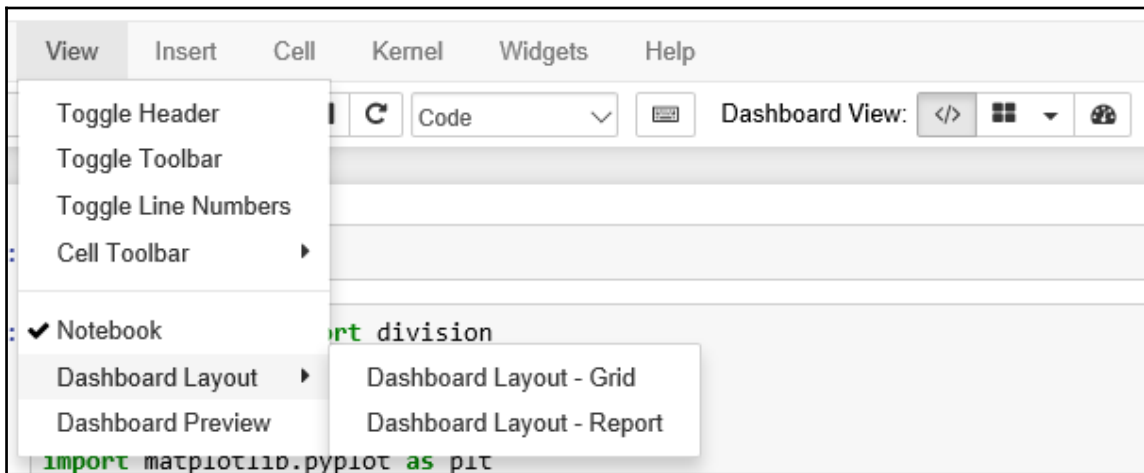 View Insert Cell Kernel Widgets Help
Toggle Header
Code
Dashboard View: </>
Toggle Toolbar
Toggle Line Numbers
Cell Toolbar
:
Notebook
: rt division
Dashboard Layout
Dashboard Layout - Grid
Dashboard Preview
Dashboard Layout - Report
import matplotlib.pyplot as plt